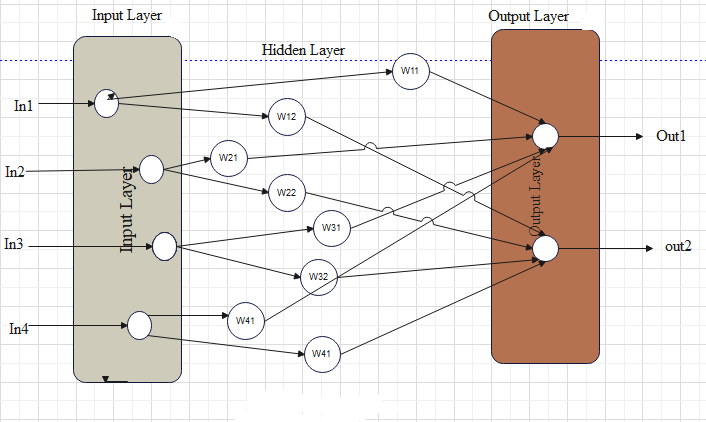 Input Layer
Output Layer
Hidden Layer
W11
In1
W12
Out1
W21
In2
W22
Input Layer
Output Layer
W31
In3
out2
W32
W41
In4
W41